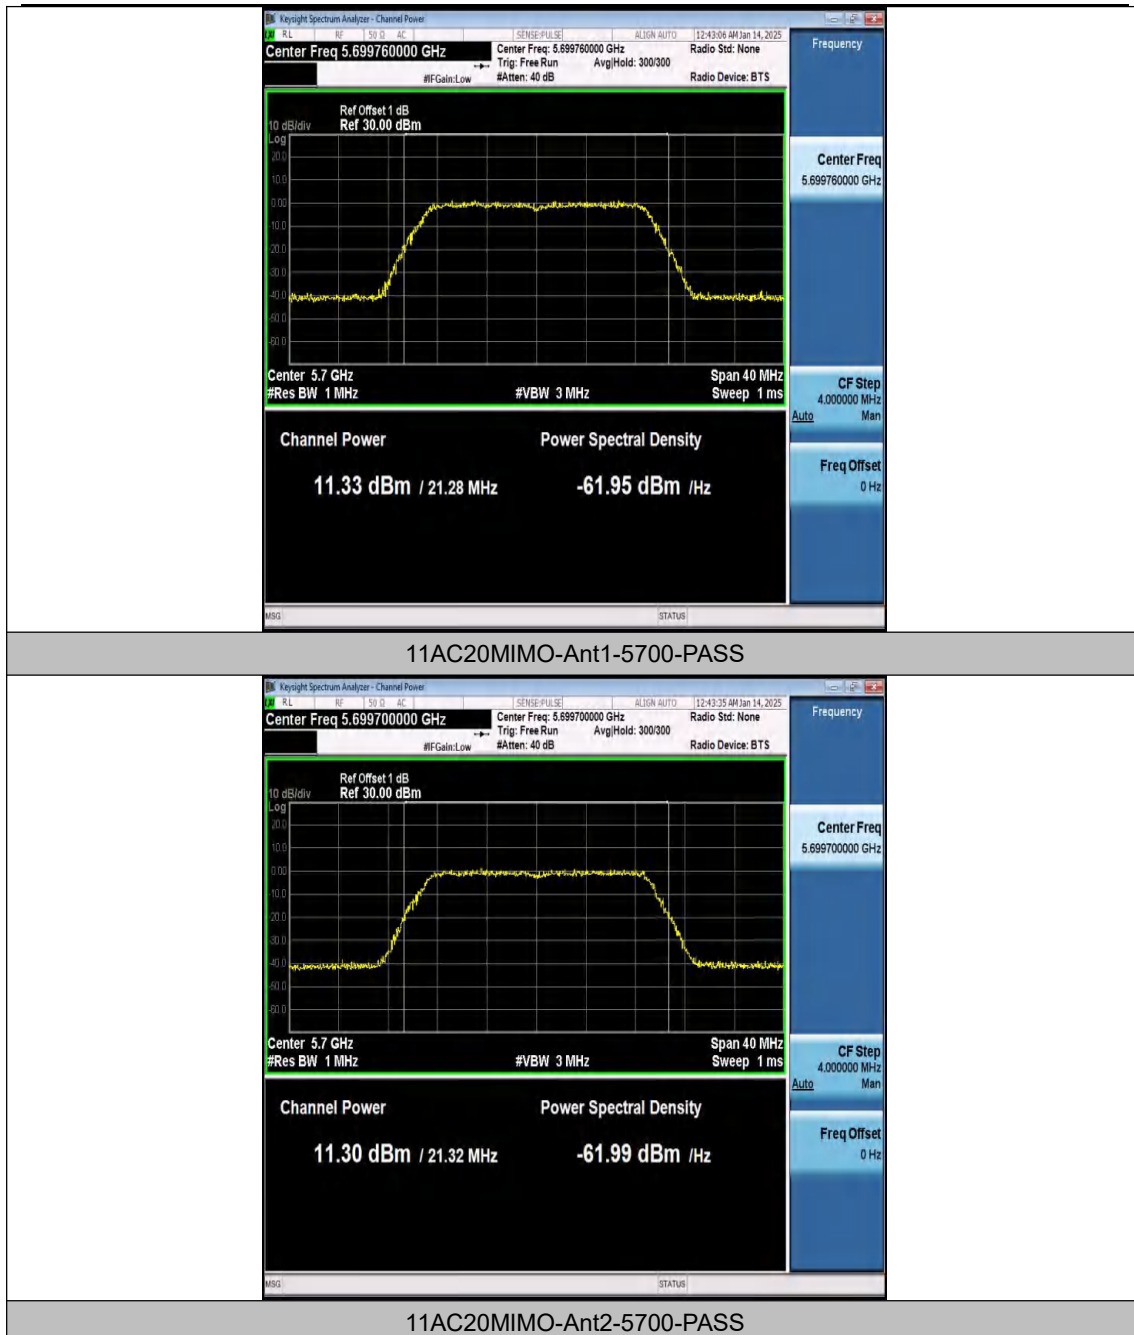 Keysight Spectrum Analyzer - Channel Power
RL RF 50 Ω AC SENSE:PULSE ALIGN AUTO 12:43:06 AM Jan 14, 2025
Center Freq 5.699760000 GHz
Center Freq: 5.699760000 GHz Radio Std: None
Trig: Free Run Avg|Hold: 300/300
#IFGain:Low #Atten: 40 dB Radio Device: BTS
Frequency
Ref Offset 1 dB
10 dB/div Ref 30.00 dBm
Log
20.0
10.0
0.00
-10.0
-20.0
-30.0
-40.0
-50.0
-60.0
Center Freq
5.699760000 GHz
Center 5.7 GHz Span 40 MHz
#Res BW 1 MHz #VBW 3 MHz Sweep 1 ms
CF Step
4.000000 MHz
Auto Man
Channel Power Power Spectral Density
11.33 dBm / 21.28 MHz -61.95 dBm /Hz
Freq Offset
0 Hz
MSG STATUS
11AC20MIMO-Ant1-5700-PASS
Keysight Spectrum Analyzer - Channel Power
RL RF 50 Ω AC SENSE:PULSE ALIGN AUTO 12:43:35 AM Jan 14, 2025
Center Freq 5.699700000 GHz
Center Freq: 5.699700000 GHz Radio Std: None
Trig: Free Run Avg|Hold: 300/300
#IFGain:Low #Atten: 40 dB Radio Device: BTS
Frequency
Ref Offset 1 dB
10 dB/div Ref 30.00 dBm
Log
20.0
10.0
0.00
-10.0
-20.0
-30.0
-40.0
-50.0
-60.0
Center Freq
5.699700000 GHz
Center 5.7 GHz Span 40 MHz
#Res BW 1 MHz #VBW 3 MHz Sweep 1 ms
CF Step
4.000000 MHz
Auto Man
Channel Power Power Spectral Density
11.30 dBm / 21.32 MHz -61.99 dBm /Hz
Freq Offset
0 Hz
MSG STATUS
11AC20MIMO-Ant2-5700-PASS